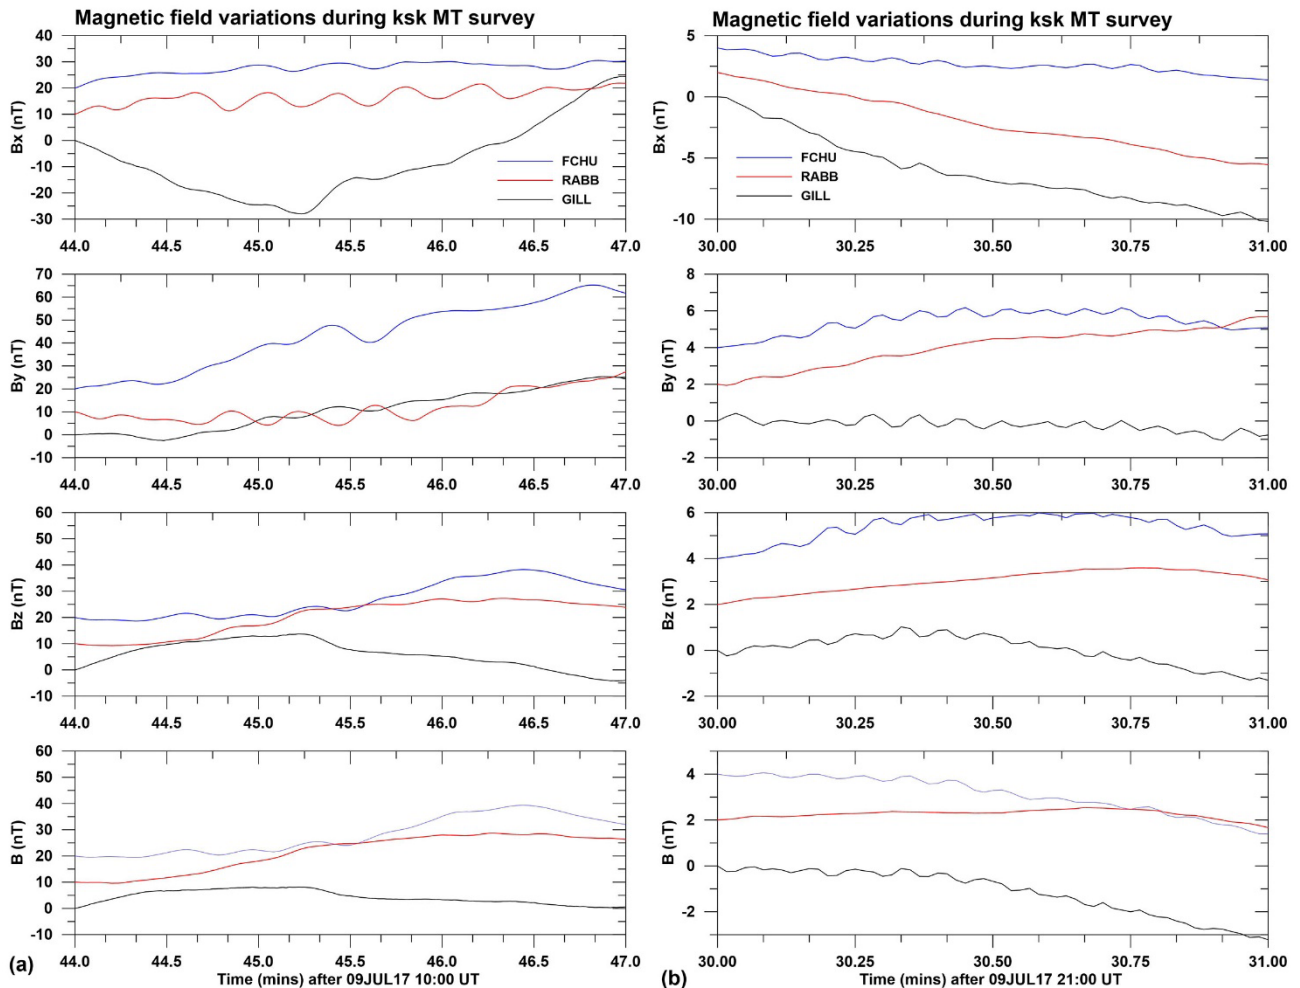 Magnetic field variations during ksk MT survey
40
30
20
10
0
-10
-20
-30
Bx (nT)
FCHU
RABB
GILL
44.0 44.5 45.0 45.5 46.0 46.5 47.0
70
60
50
40
30
20
10
0
-10
By (nT)
44.0 44.5 45.0 45.5 46.0 46.5 47.0
60
50
40
30
20
10
0
-10
Bz (nT)
44.0 44.5 45.0 45.5 46.0 46.5 47.0
60
50
40
30
20
10
0
-10
B (nT)
44.0 44.5 45.0 45.5 46.0 46.5 47.0
(a)
Time (mins) after 09JUL17 10:00 UT
Magnetic field variations during ksk MT survey
5
0
-5
-10
Bx (nT)
FCHU
RABB
GILL
30.00 30.25 30.50 30.75 31.00
8
6
4
2
0
-2
By (nT)
30.00 30.25 30.50 30.75 31.00
6
4
2
0
-2
Bz (nT)
30.00 30.25 30.50 30.75 31.00
4
2
0
-2
B (nT)
30.00 30.25 30.50 30.75 31.00
(b)
Time (mins) after 09JUL17 21:00 UT